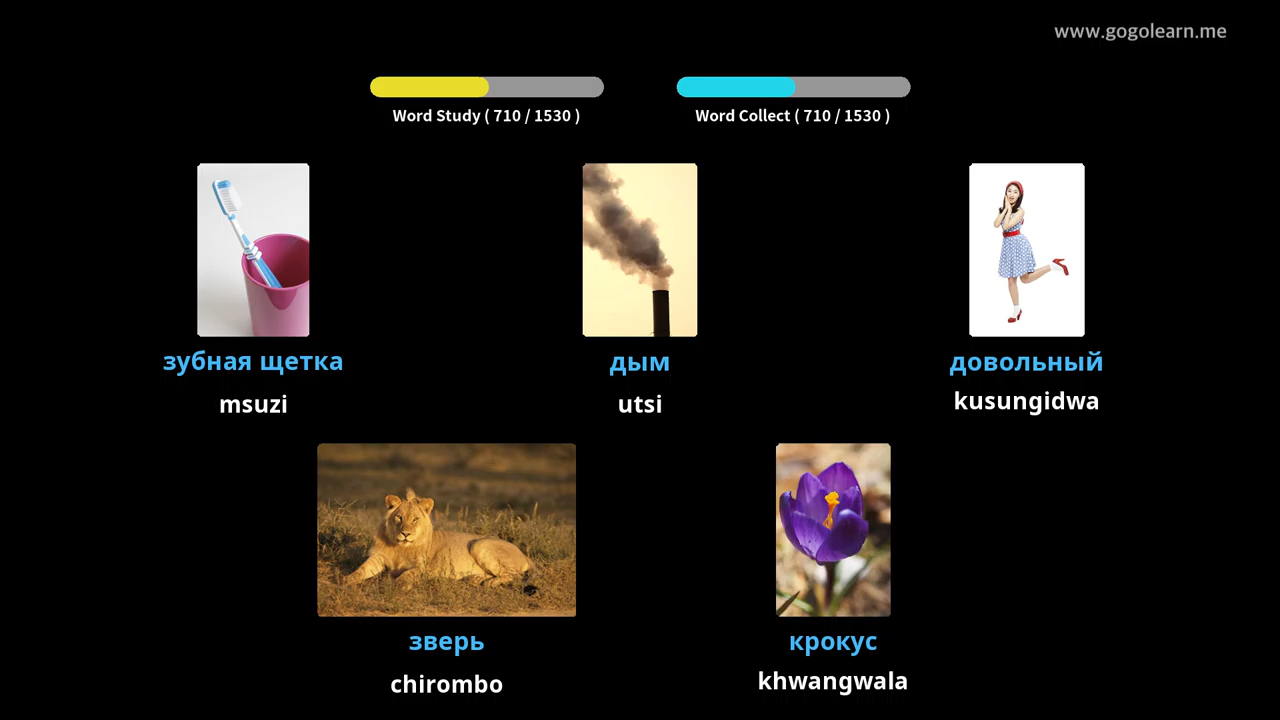 www.gogolearn.me
Word Study ( 710 / 1530 )
Word Collect ( 710 / 1530 )
зубная щетка
msuzi
дым
utsi
довольный
kusungidwa
зверь
chirombo
крокус
khwangwala